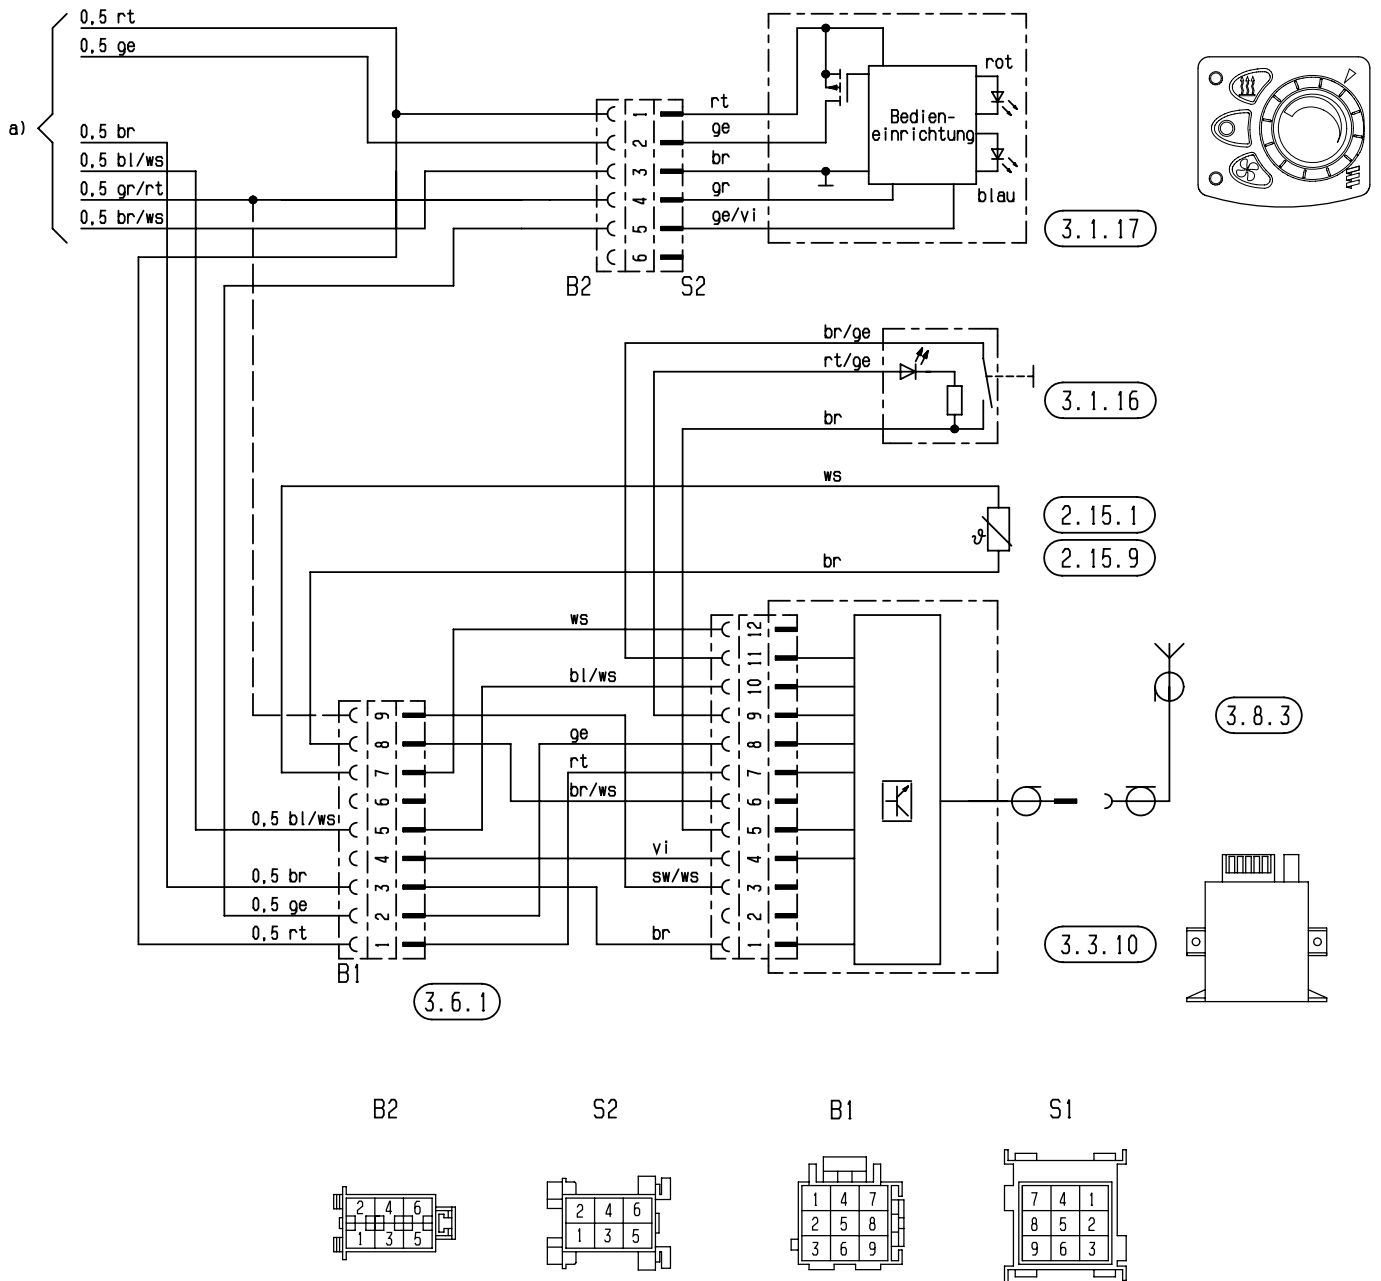 0,5 rt
0,5 ge
a)
0,5 br
0,5 bl/ws
0,5 gr/rt
0,5 br/ws
1
2
3
4
5
6
B2
S2
rt
ge
br
gr
ge/vi
Bedien-
einrichtung
rot
blau
3.1.17
br/ge
rt/ge
br
3.1.16
ws
br
ϑ
2.15.1
2.15.9
ws
bl/ws
ge
rt
br/ws
vi
sw/ws
br
12
11
10
9
8
7
6
5
4
3
2
1
9
8
7
6
5
4
3
2
1
0,5 bl/ws
0,5 br
0,5 ge
0,5 rt
B1
3.6.1
3.8.3
3.3.10
B2
S2
B1
S1
2 4 6
1 3 5
2 4 6
1 3 5
1 4 7
2 5 8
3 6 9
7 4 1
8 5 2
9 6 3